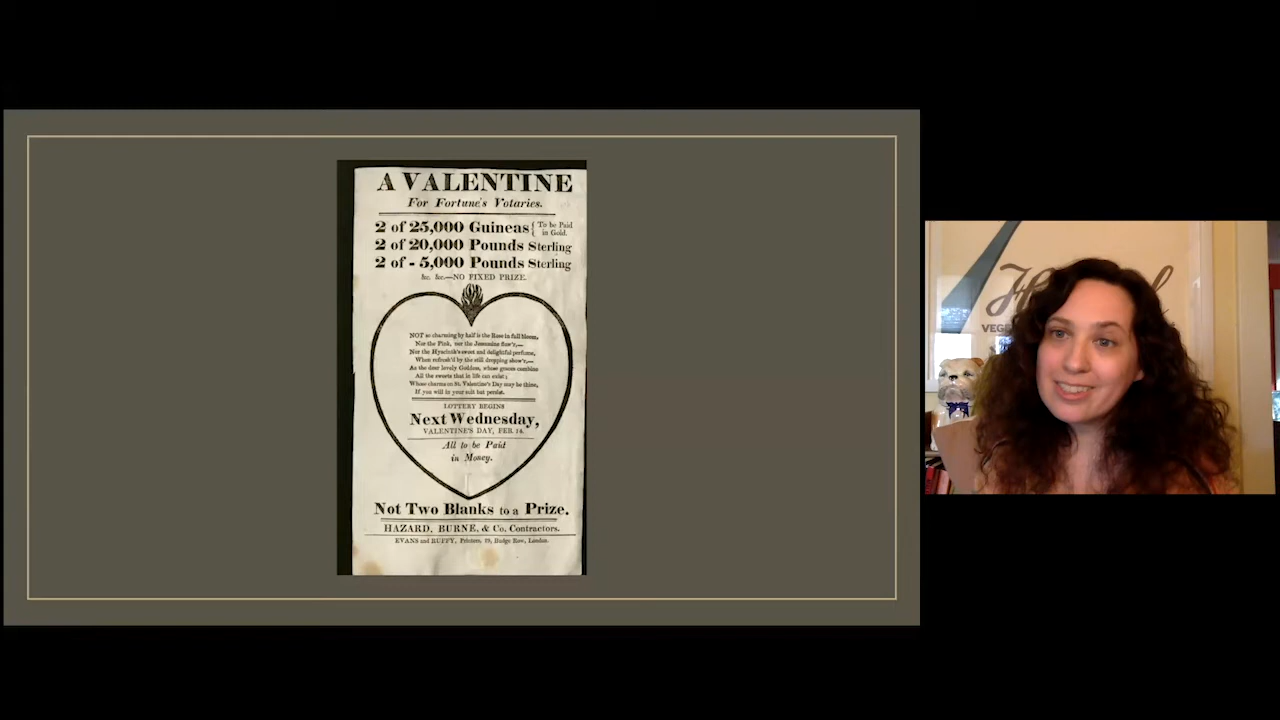 A VALENTINE
For Fortune's Votaries.
2 of 25,000 Guineas { To be Paid in Gold.
2 of 20,000 Pounds Sterling
2 of - 5,000 Pounds Sterling
&c. &c.—NO FIXED PRIZE.
NOT so charming by half is the Rose in full bloom,
Nor the Pink, nor the Jessamine flow'r,—
Nor the Hyacinth's sweet and delightful perfume,
When refresh'd by the still dropping show'r,—
As the dear lovely Goddess, whose graces combine
All the sweets that in life can exist;
Whose charms on St. Valentine's Day may be thine,
If you will in your suit but persist.
LOTTERY BEGINS
Next Wednesday,
VALENTINE'S DAY, FEB. 14.
All to be Paid
in Money.
Not Two Blanks to a Prize.
HAZARD, BURNE, & Co. Contractors.
EVANS and RUFFY, Printers, 29, Budge Row, London.
VEGE